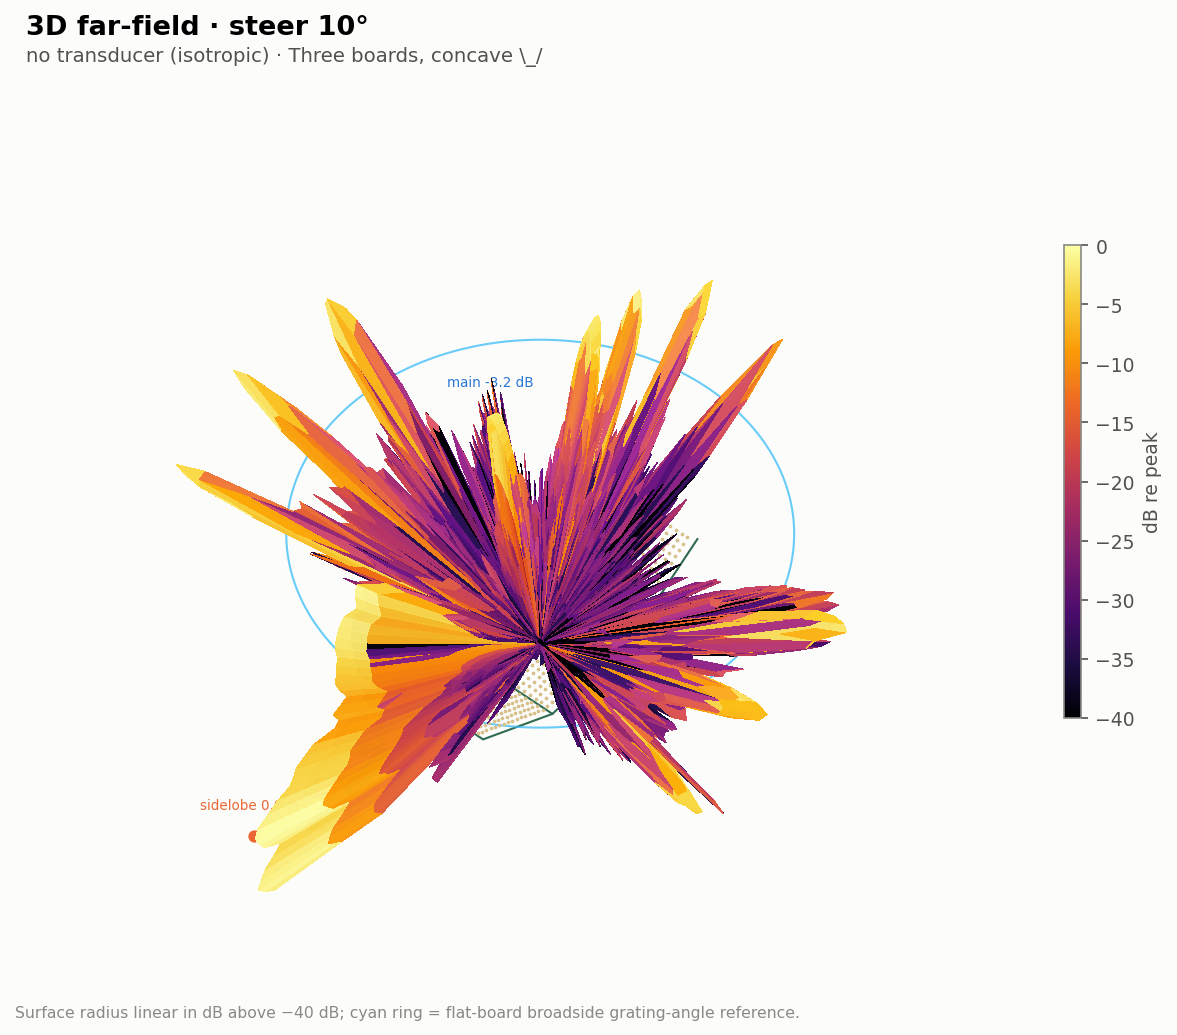 3D far-field · steer 10°
no transducer (isotropic) · Three boards, concave \_/
main -3.2 dB
sidelobe 0.
0
−5
−10
−15
−20
−25
−30
−35
−40
dB re peak
Surface radius linear in dB above −40 dB; cyan ring = flat-board broadside grating-angle reference.